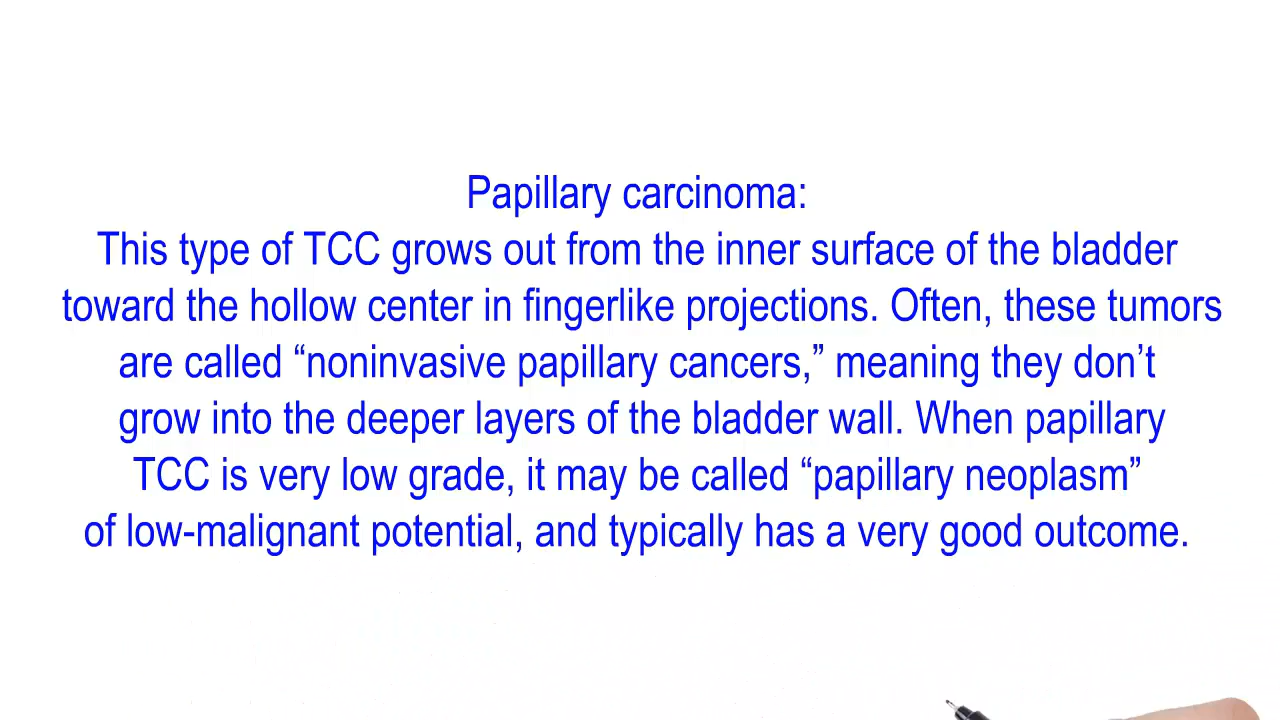 Papillary carcinoma:
This type of TCC grows out from the inner surface of the bladder
toward the hollow center in fingerlike projections. Often, these tumors
are called “noninvasive papillary cancers,” meaning they don’t
grow into the deeper layers of the bladder wall. When papillary
TCC is very low grade, it may be called “papillary neoplasm”
of low-malignant potential, and typically has a very good outcome.